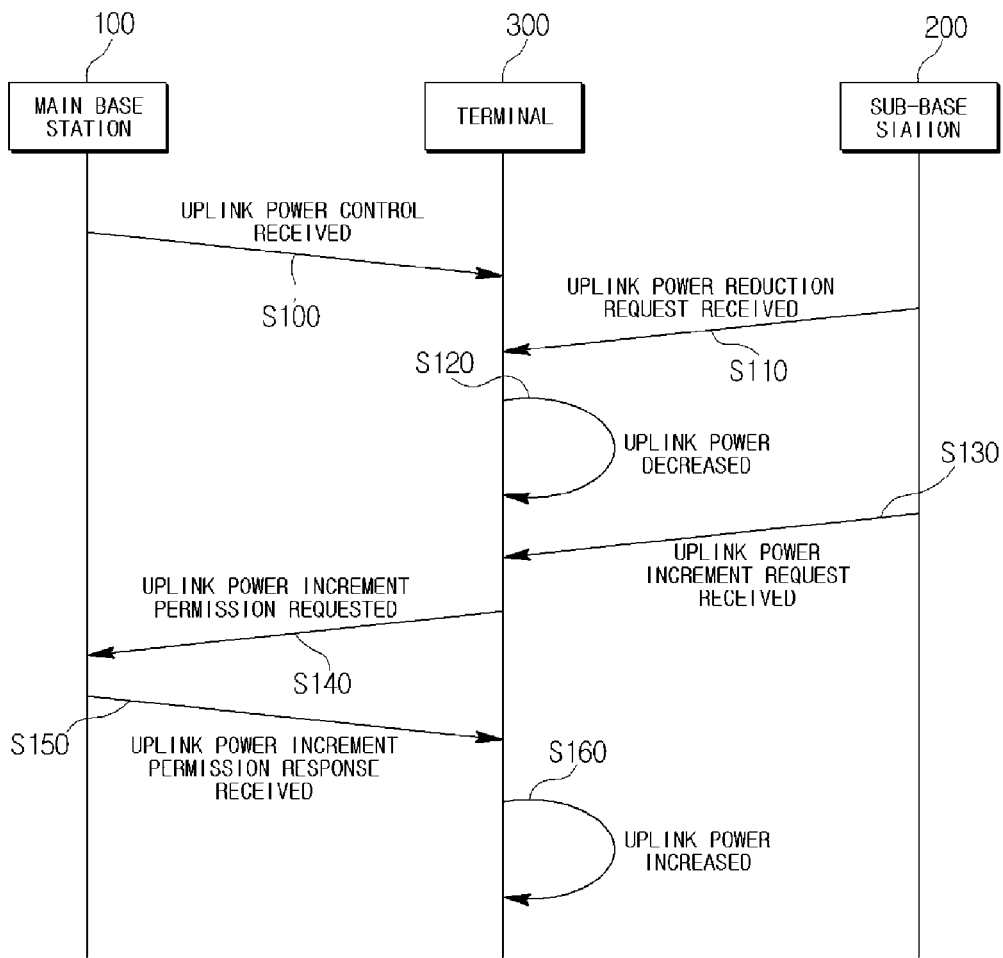 100
300
200
MAIN BASE
STATION
TERMINAL
SUB-BASE
SIATION
UPLINK POWER CONTROL
RECEIVED
S100
UPLINK POWER REDUCTION
REQUEST RECEIVED
S110
S120
UPLINK POWER
DECREASED
S130
UPLINK POWER
INCREMENT REQUEST
RECEIVED
UPLINK POWER INCREMENT
PERMISSION REQUESTED
S140
S150
UPLINK POWER INCREMENT
PERMISSION RESPONSE
RECEIVED
S160
UPLINK POWER
INCREASED